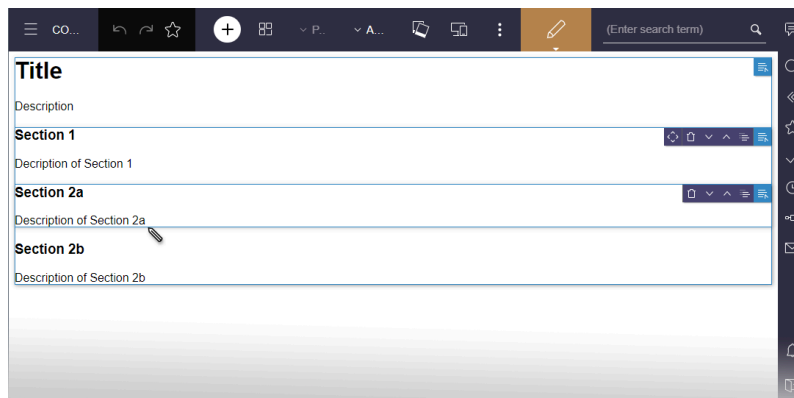 CO...
P..
A...
(Enter search term)
Title
Description
Section 1
Decription of Section 1
Section 2a
Description of Section 2a
Section 2b
Description of Section 2b